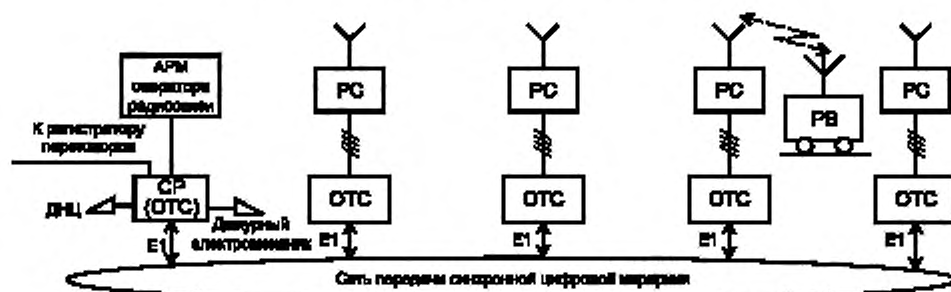 АРМ
оператора
радиосвязи
К регистратору
переговоров
СР
(ОТС)
ДНЦ
Дежурный
электромеханик
Е1
РС
ОТС
Е1
РС
ОТС
Е1
РС
ОТС
Е1
РВ
РС
ОТС
Е1
Сеть передачи синхронной цифровой иерархии